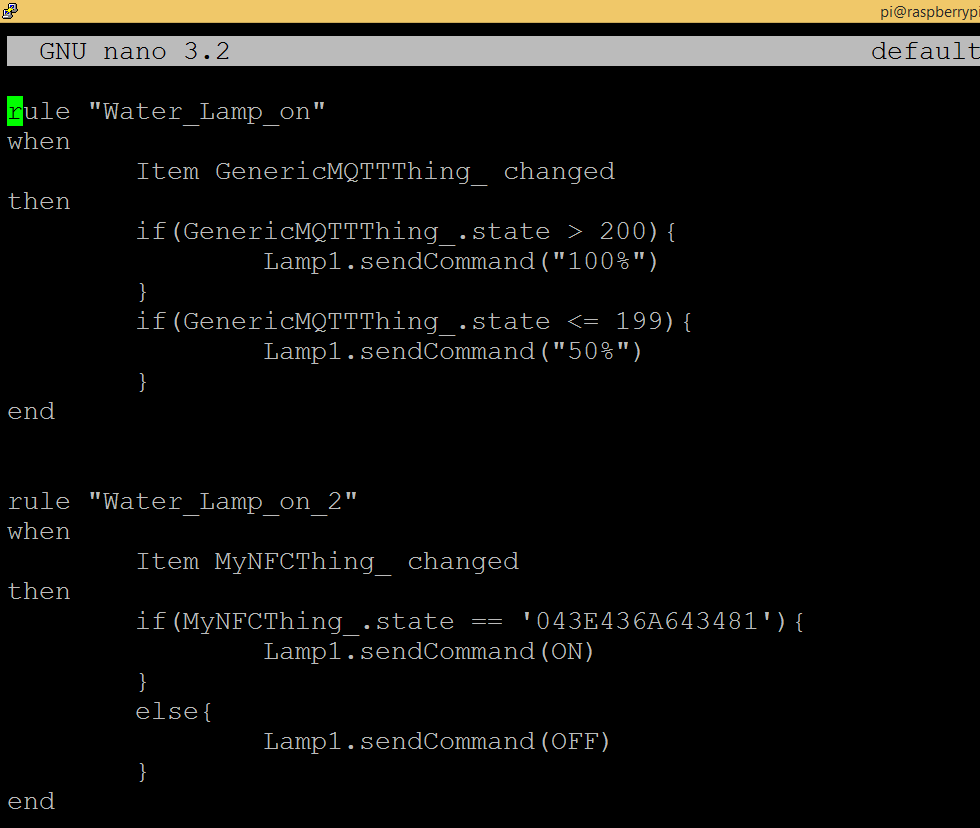 pi@raspberrypi
GNU nano 3.2 default
rule "Water_Lamp_on"
when
Item GenericMQTTThing_ changed
then
if(GenericMQTTThing_.state > 200){
Lamp1.sendCommand("100%")
}
if(GenericMQTTThing_.state <= 199){
Lamp1.sendCommand("50%")
}
end
rule "Water_Lamp_on_2"
when
Item MyNFCThing_ changed
then
if(MyNFCThing_.state == '043E436A643481'){
Lamp1.sendCommand(ON)
}
else{
Lamp1.sendCommand(OFF)
}
end